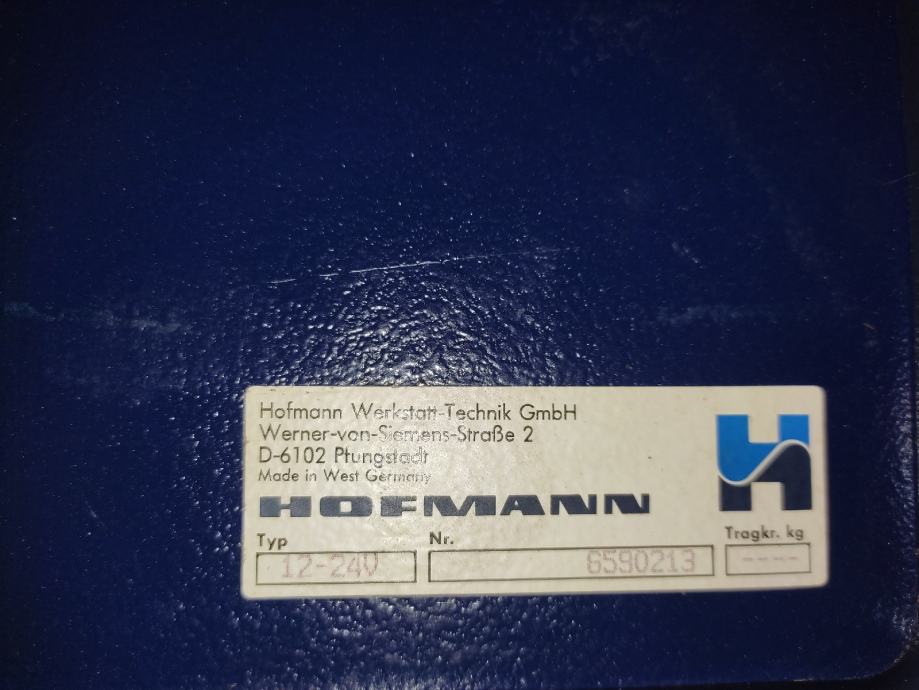 Hofmann Werkstatt-Technik GmbH
Werner-von-Siemens-Straße 2
D-6102 Pfungstadt
Made in West Germany
HOFMANN
Typ Nr. Tragkr. kg
12-24V 6590213 ----